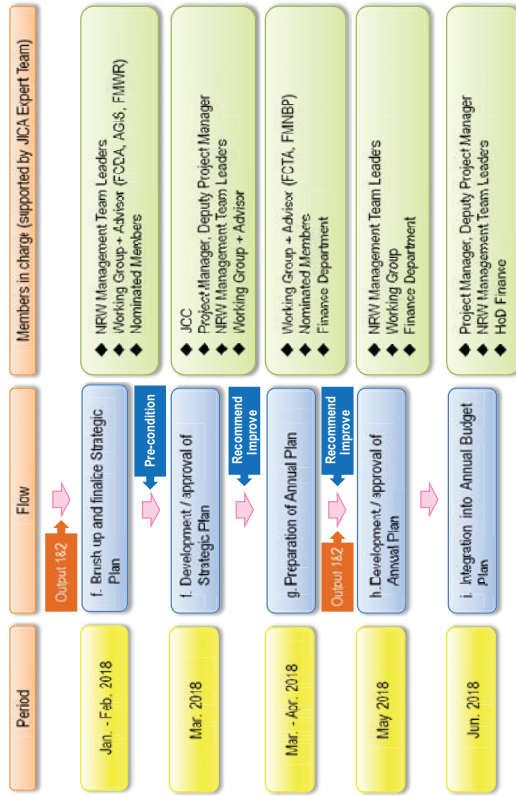 Period
Flow
Members in charge (supported by JICA Expert Team)
Output 1&2
Jan. - Feb. 2018
f. Brush up and finalize Strategic
Plan
◆ NRW Management Team Leaders
◆ Working Group + Advisor (FCDA, AGIS, FMWR)
◆ Nominated Members
Pre-condition
Mar. 2018
f. Development / approval of
Strategic Plan
◆ JCC
◆ Project Manager, Deputy Project Manager
◆ NRW Management Team Leaders
◆ Working Group + Advisor
Recommend
Improve
Mar. - Apr. 2018
g. Preparation of Annual Plan
◆ Working Group + Advisor (FCTA, FMNBP)
◆ Nominated Members
◆ Finance Department
Output 1&2
Recommend
Improve
May 2018
h. Development / approval of
Annual Plan
◆ NRW Management Team Leaders
◆ Working Group
◆ Finance Department
Jun. 2018
i. Integration into Annual Budget
Plan
◆ Project Manager, Deputy Project Manager
◆ NRW Management Team Leaders
◆ HoD Finance